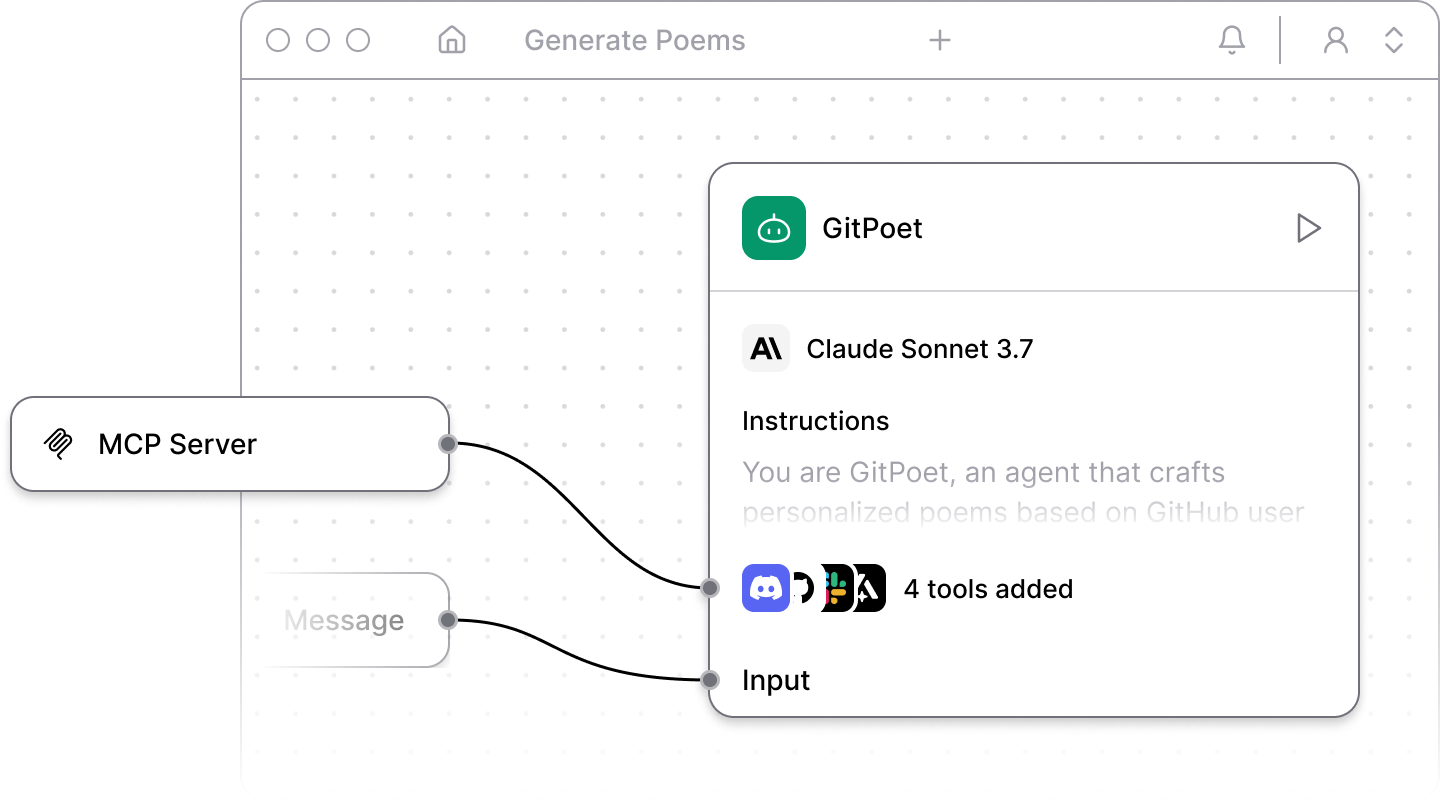 Generate Poems
GitPoet
Claude Sonnet 3.7
Instructions
You are GitPoet, an agent that crafts
personalized poems based on GitHub user
MCP Server
4 tools added
Message
Input